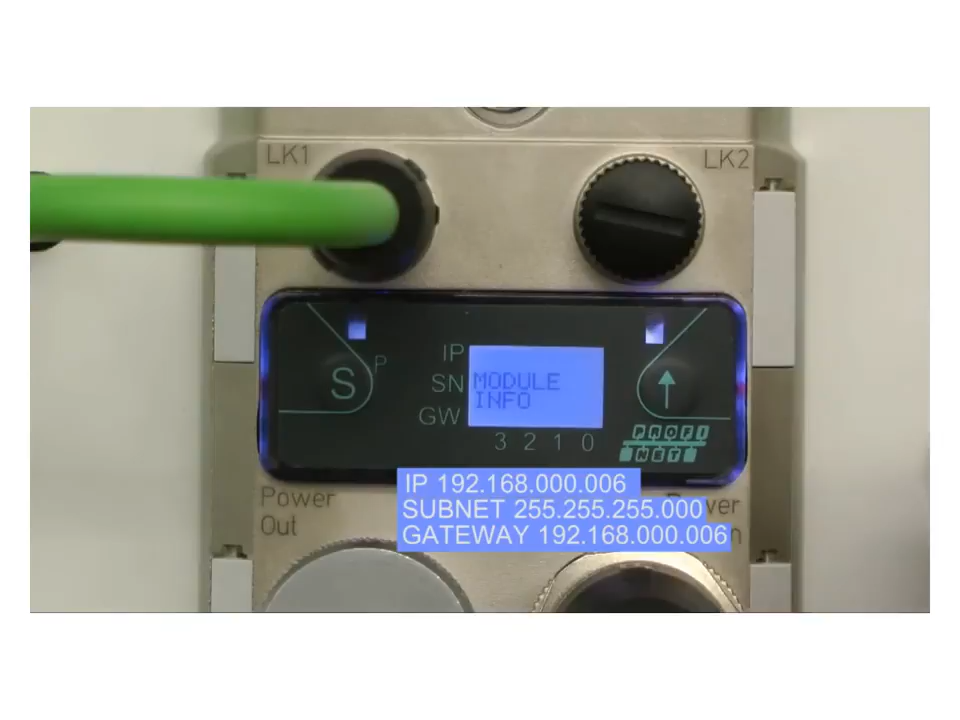 LK1
LK2
S
P
IP
SN
GW
MODULE
INFO
3 2 1 0
PROFI
NET
Power
Out
IP 192.168.000.006
SUBNET 255.255.255.000
GATEWAY 192.168.000.006